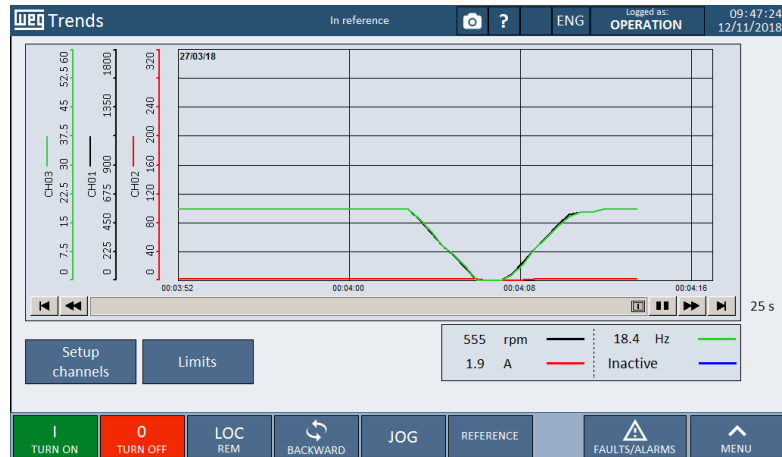 WEG Trends
In reference
?
ENG
Logged as:
OPERATION
09:47:24
12/11/2018
CH03
0 7.5 15 22.5 30 37.5 45 52.5 60
CH01
0 225 450 675 900 1350 1800
CH02
0 40 80 120 160 200 240 320
27/03/18
00:03:52 00:04:00 00:04:08 00:04:16
25 s
Setup
channels
Limits
555 rpm
18.4 Hz
1.9 A
Inactive
I
TURN ON
0
TURN OFF
LOC
REM
BACKWARD
JOG
REFERENCE
FAULTS/ALARMS
MENU